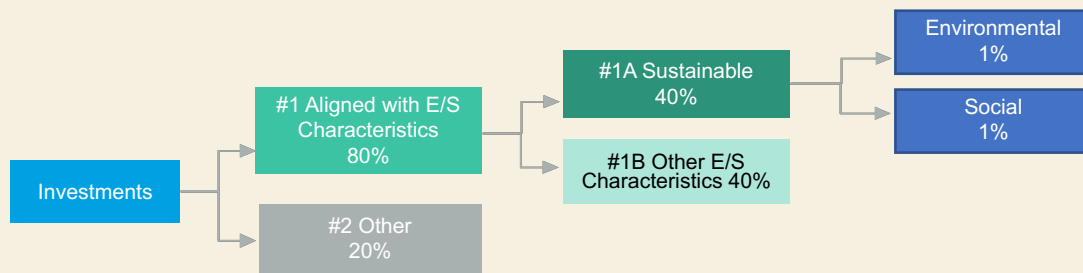 Investments
#1 Aligned with E/S
Characteristics
80%
#2 Other
20%
#1A Sustainable
40%
#1B Other E/S
Characteristics 40%
Environmental
1%
Social
1%